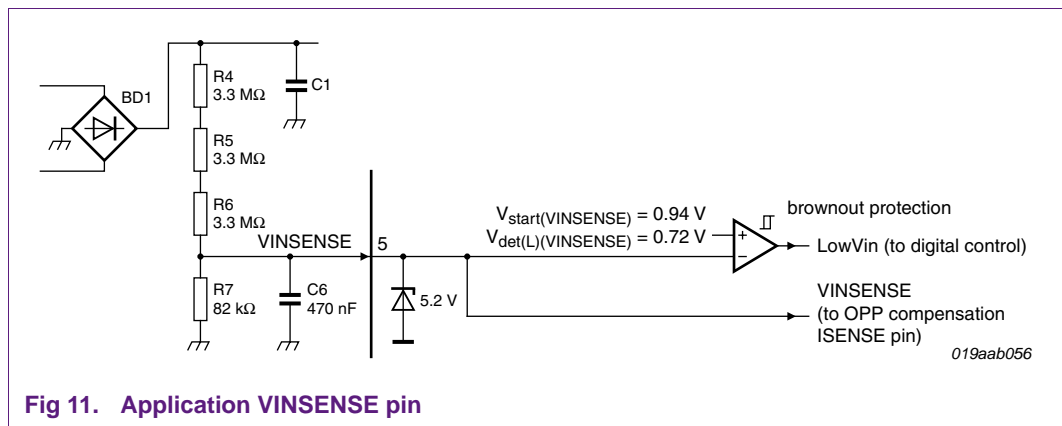 BD1
R4
3.3 MΩ
C1
R5
3.3 MΩ
R6
3.3 MΩ
VINSENSE
5
R7
82 kΩ
C6
470 nF
5.2 V
Vstart(VINSENSE) = 0.94 V
Vdet(L)(VINSENSE) = 0.72 V
+
−
brownout protection
LowVin (to digital control)
VINSENSE
(to OPP compensation
ISENSE pin)
019aab056
Fig 11. Application VINSENSE pin